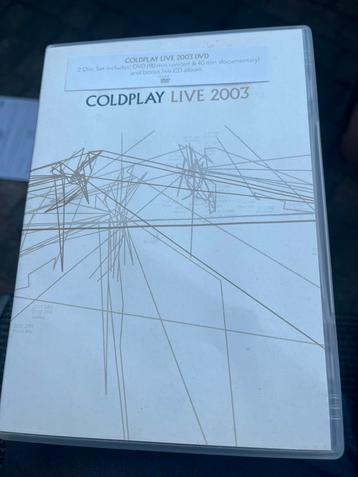 COLDPLAY LIVE 2003 DVD
2 Disc Set includes: DVD (90 min concert & 40 min documentary)
and bonus live CD album
COLDPLAY LIVE 2003